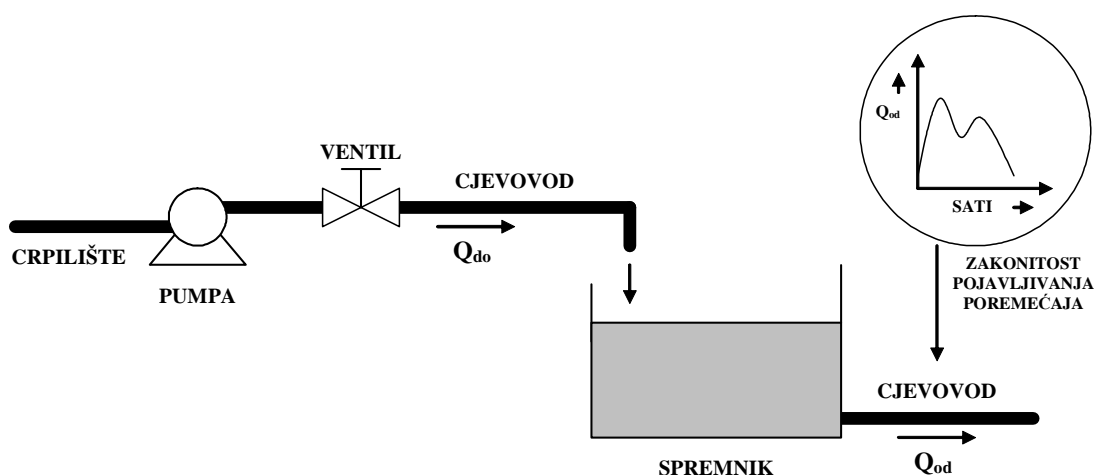 VENTIL
CJEVOVOD
CRPILIŠTE
PUMPA
Qdo
Qod
SATI
ZAKONITOST
POJAVLJIVANJA
POREMEĆAJA
CJEVOVOD
Qod
SPREMNIK